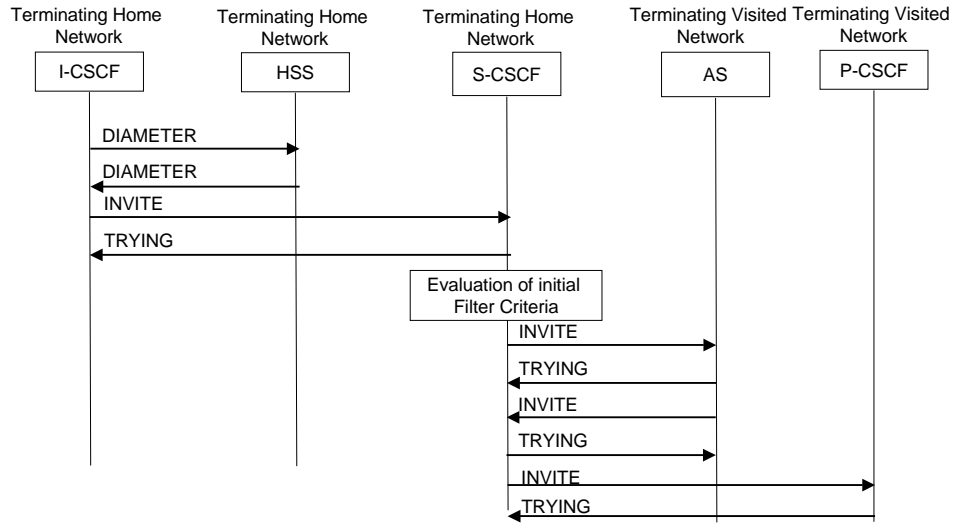 Terminating Home
Network
I-CSCF
Terminating Home
Network
HSS
Terminating Home
Network
S-CSCF
Terminating Visited
Network
AS
Terminating Visited
Network
P-CSCF
DIAMETER
DIAMETER
INVITE
TRYING
Evaluation of initial
Filter Criteria
INVITE
TRYING
INVITE
TRYING
INVITE
TRYING